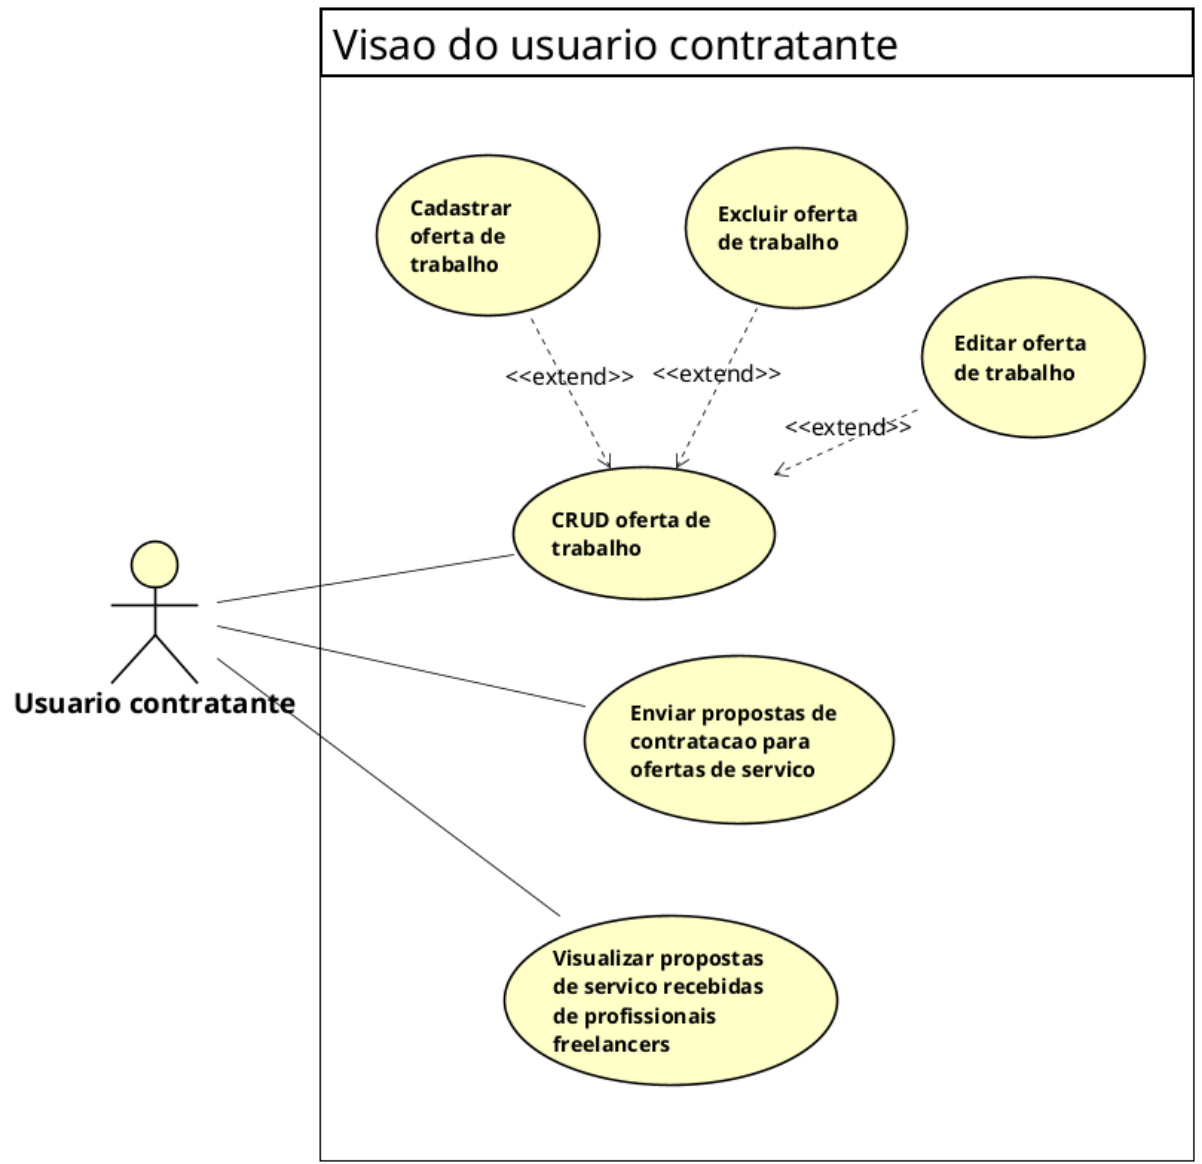 Visao do usuario contratante
Cadastrar
oferta de
trabalho
Excluir oferta
de trabalho
Editar oferta
de trabalho
<<extend>>
<<extend>>
<<extend>>
CRUD oferta de
trabalho
Usuario contratante
Enviar propostas de
contratacao para
ofertas de servico
Visualizar propostas
de servico recebidas
de profissionais
freelancers